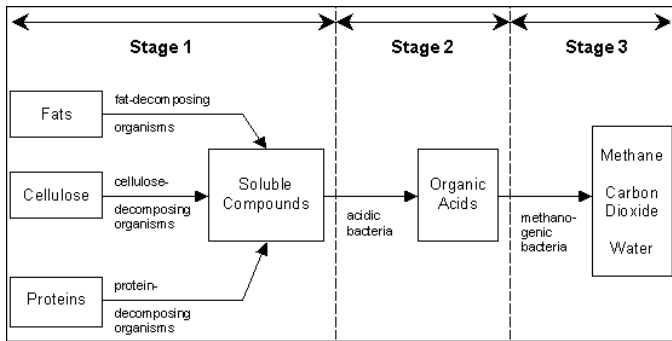 Stage 1
Stage 2
Stage 3
Fats
fat-decomposing
organisms
Cellulose
cellulose-
decomposing
organisms
Proteins
protein-
decomposing
organisms
Soluble
Compounds
acidic
bacteria
Organic
Acids
methano-
genic
bacteria
Methane
Carbon
Dioxide
Water